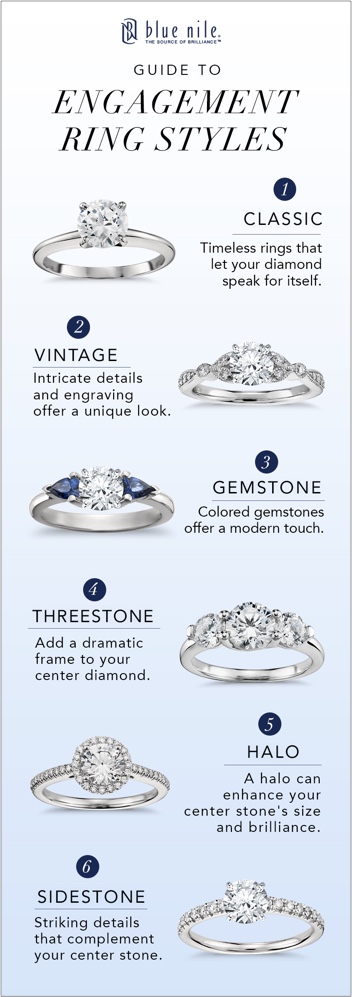 blue nile.
THE SOURCE OF BRILLIANCE™
GUIDE TO
ENGAGEMENT
RING STYLES
1
CLASSIC
Timeless rings that
let your diamond
speak for itself.
2
VINTAGE
Intricate details
and engraving
offer a unique look.
3
GEMSTONE
Colored gemstones
offer a modern touch.
4
THREESTONE
Add a dramatic
frame to your
center diamond.
5
HALO
A halo can
enhance your
center stone's size
and brilliance.
6
SIDESTONE
Striking details
that complement
your center stone.